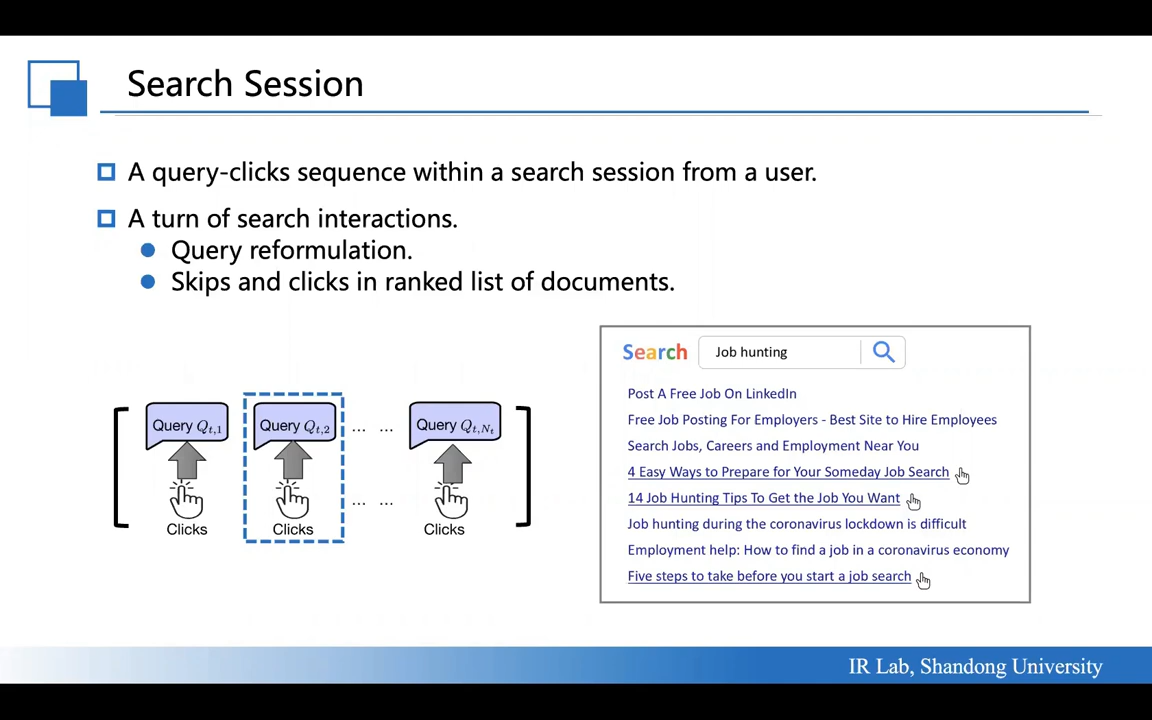 Search Session
A query-clicks sequence within a search session from a user.
A turn of search interactions.
Query reformulation.
Skips and clicks in ranked list of documents.
Query Q_{t,1}
Query Q_{t,2}
... ...
Query Q_{t,N_t}
Clicks
Clicks
... ...
Clicks
Search
Job hunting
Post A Free Job On LinkedIn
Free Job Posting For Employers - Best Site to Hire Employees
Search Jobs, Careers and Employment Near You
4 Easy Ways to Prepare for Your Someday Job Search
14 Job Hunting Tips To Get the Job You Want
Job hunting during the coronavirus lockdown is difficult
Employment help: How to find a job in a coronavirus economy
Five steps to take before you start a job search
IR Lab, Shandong University